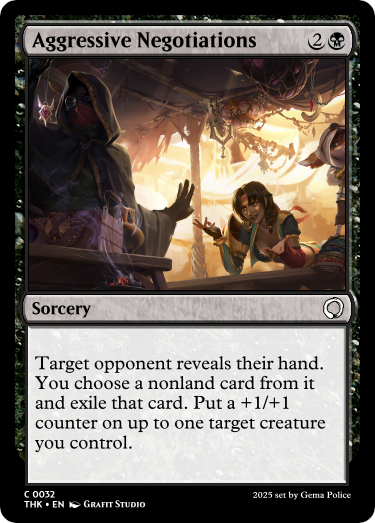 Aggressive Negotiations 2
Sorcery
Target opponent reveals their hand.
You choose a nonland card from it
and exile that card. Put a +1/+1
counter on up to one target creature
you control.
C 0032
THK • EN Grafit Studio
2025 set by Gema Police